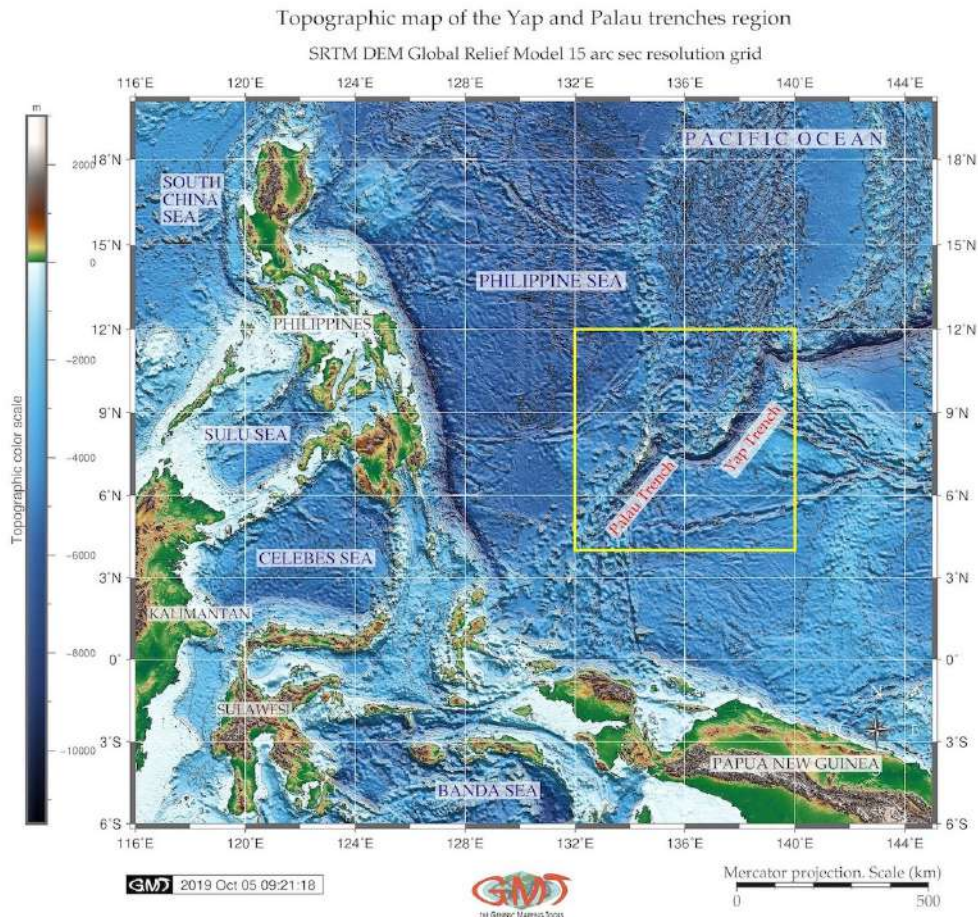 Topographic map of the Yap and Palau trenches region
SRTM DEM Global Relief Model 15 arc sec resolution grid
116°E 120°E 124°E 128°E 132°E 136°E 140°E 144°E
m
2000
0
−2000
−4000
−6000
−8000
−10000
Topographic color scale
18°N 18°N
15°N 15°N
12°N 12°N
9°N 9°N
6°N 6°N
3°N 3°N
0° 0°
3°S 3°S
6°S 6°S
PACIFIC OCEAN
SOUTH
CHINA
SEA
PHILIPPINE SEA
PHILIPPINES
SULU SEA
Yap Trench
Palau Trench
CELEBES SEA
KALIMANTAN
SULAWESI
PAPUA NEW GUINEA
BANDA SEA
116°E 120°E 124°E 128°E 132°E 136°E 140°E 144°E
GMT 2019 Oct 05 09:21:18
GMT
THE GENERIC MAPPING TOOLS
Mercator projection. Scale (km)
0 500